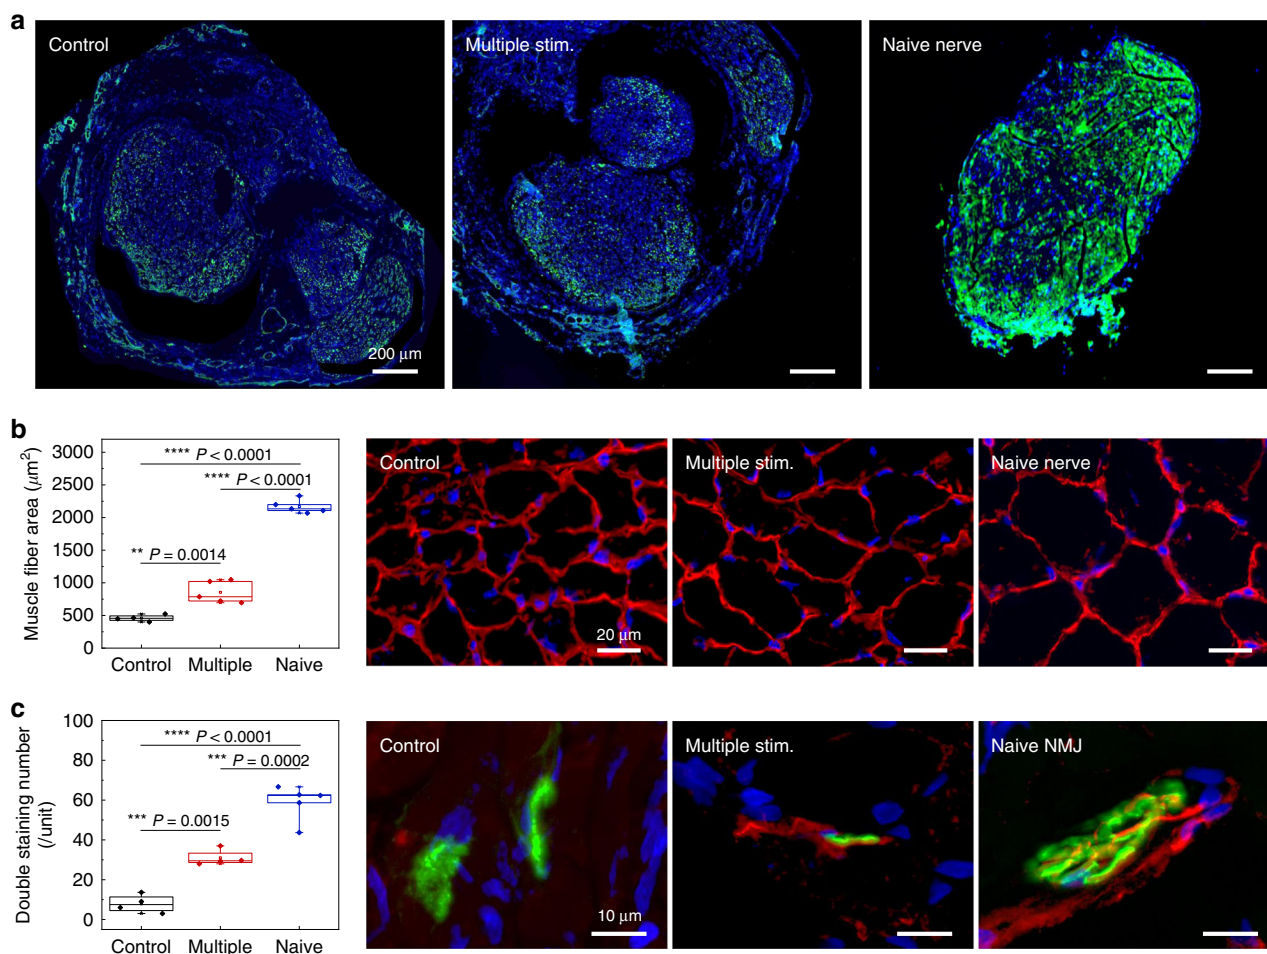 a
Control
Multiple stim.
Naive nerve
200 μm
b
Muscle fiber area (μm²)
3000
2500
2000
1500
1000
500
0
**** P < 0.0001
**** P < 0.0001
** P = 0.0014
Control
Multiple
Naive
Control
Multiple stim.
Naive nerve
20 μm
c
Double staining number
(/unit)
100
80
60
40
20
0
**** P < 0.0001
*** P = 0.0002
*** P = 0.0015
Control
Multiple
Naive
Control
Multiple stim.
Naive NMJ
10 μm